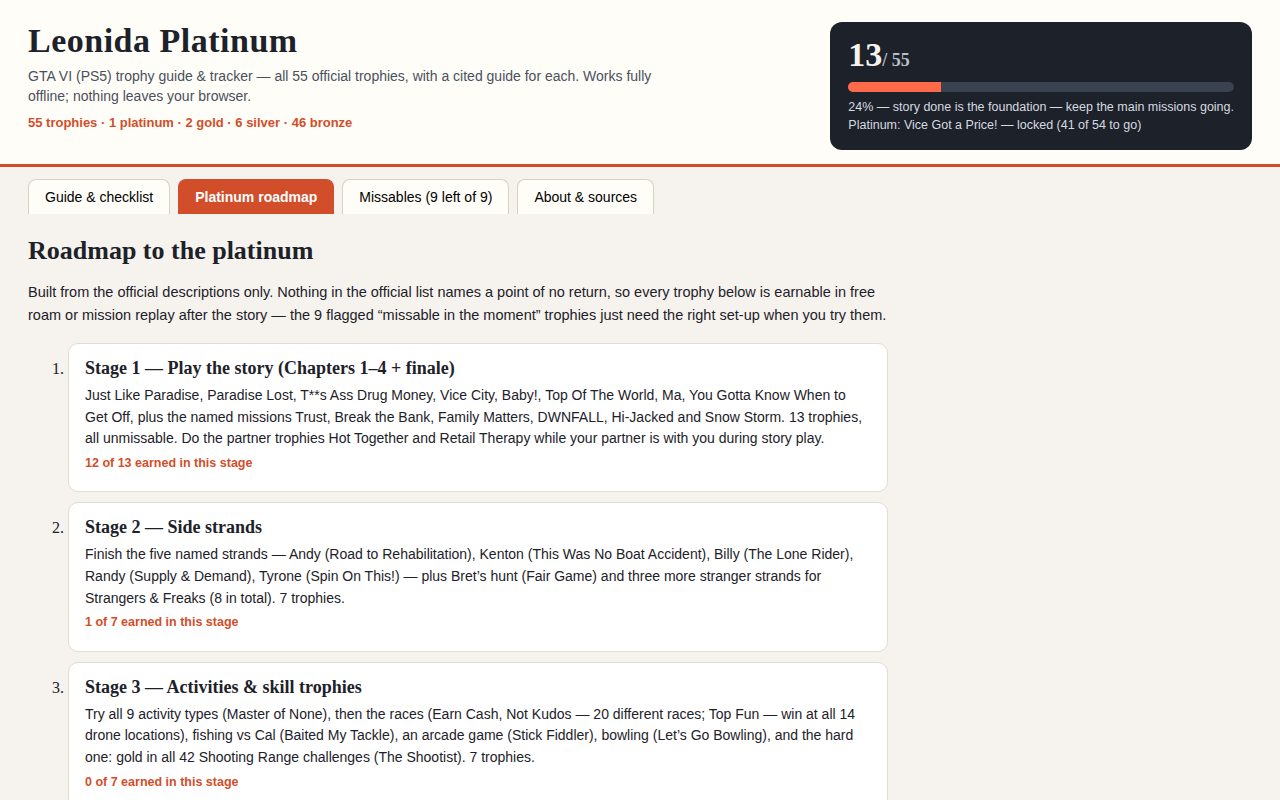 Leonida Platinum
GTA VI (PS5) trophy guide & tracker — all 55 official trophies, with a cited guide for each. Works fully
offline; nothing leaves your browser.
55 trophies · 1 platinum · 2 gold · 6 silver · 46 bronze
13/ 55
24% — story done is the foundation — keep the main missions going.
Platinum: Vice Got a Price! — locked (41 of 54 to go)
Guide & checklist
Platinum roadmap
Missables (9 left of 9)
About & sources
Roadmap to the platinum
Built from the official descriptions only. Nothing in the official list names a point of no return, so every trophy below is earnable in free
roam or mission replay after the story — the 9 flagged “missable in the moment” trophies just need the right set-up when you try them.
1. Stage 1 — Play the story (Chapters 1–4 + finale)
Just Like Paradise, Paradise Lost, T**s Ass Drug Money, Vice City, Baby!, Top Of The World, Ma, You Gotta Know When to
Get Off, plus the named missions Trust, Break the Bank, Family Matters, DWNFALL, Hi-Jacked and Snow Storm. 13 trophies,
all unmissable. Do the partner trophies Hot Together and Retail Therapy while your partner is with you during story play.
12 of 13 earned in this stage
2. Stage 2 — Side strands
Finish the five named strands — Andy (Road to Rehabilitation), Kenton (This Was No Boat Accident), Billy (The Lone Rider),
Randy (Supply & Demand), Tyrone (Spin On This!) — plus Bret’s hunt (Fair Game) and three more stranger strands for
Strangers & Freaks (8 in total). 7 trophies.
1 of 7 earned in this stage
3. Stage 3 — Activities & skill trophies
Try all 9 activity types (Master of None), then the races (Earn Cash, Not Kudos — 20 different races; Top Fun — win at all 14
drone locations), fishing vs Cal (Baited My Tackle), an arcade game (Stick Fiddler), bowling (Let’s Go Bowling), and the hard
one: gold in all 42 Shooting Range challenges (The Shootist). 7 trophies.
0 of 7 earned in this stage